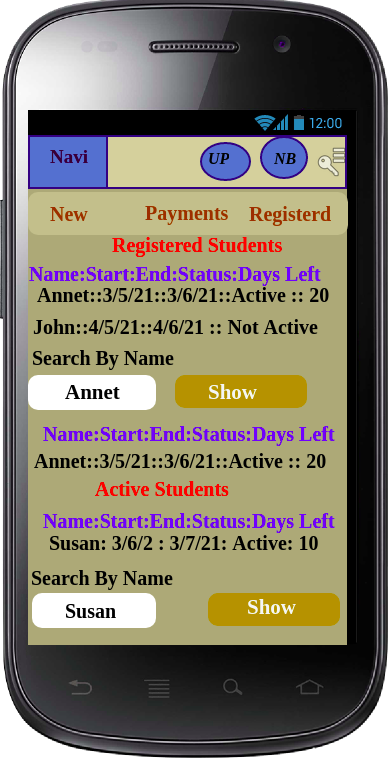 12:00
Navi UP NB
New Payments Registerd
Registered Students
Name:Start:End:Status:Days Left
Annet::3/5/21::3/6/21::Active :: 20
John::4/5/21::4/6/21 :: Not Active
Search By Name
Annet Show
Name:Start:End:Status:Days Left
Annet::3/5/21::3/6/21::Active :: 20
Active Students
Name:Start:End:Status:Days Left
Susan: 3/6/2 : 3/7/21: Active: 10
Search By Name
Susan Show